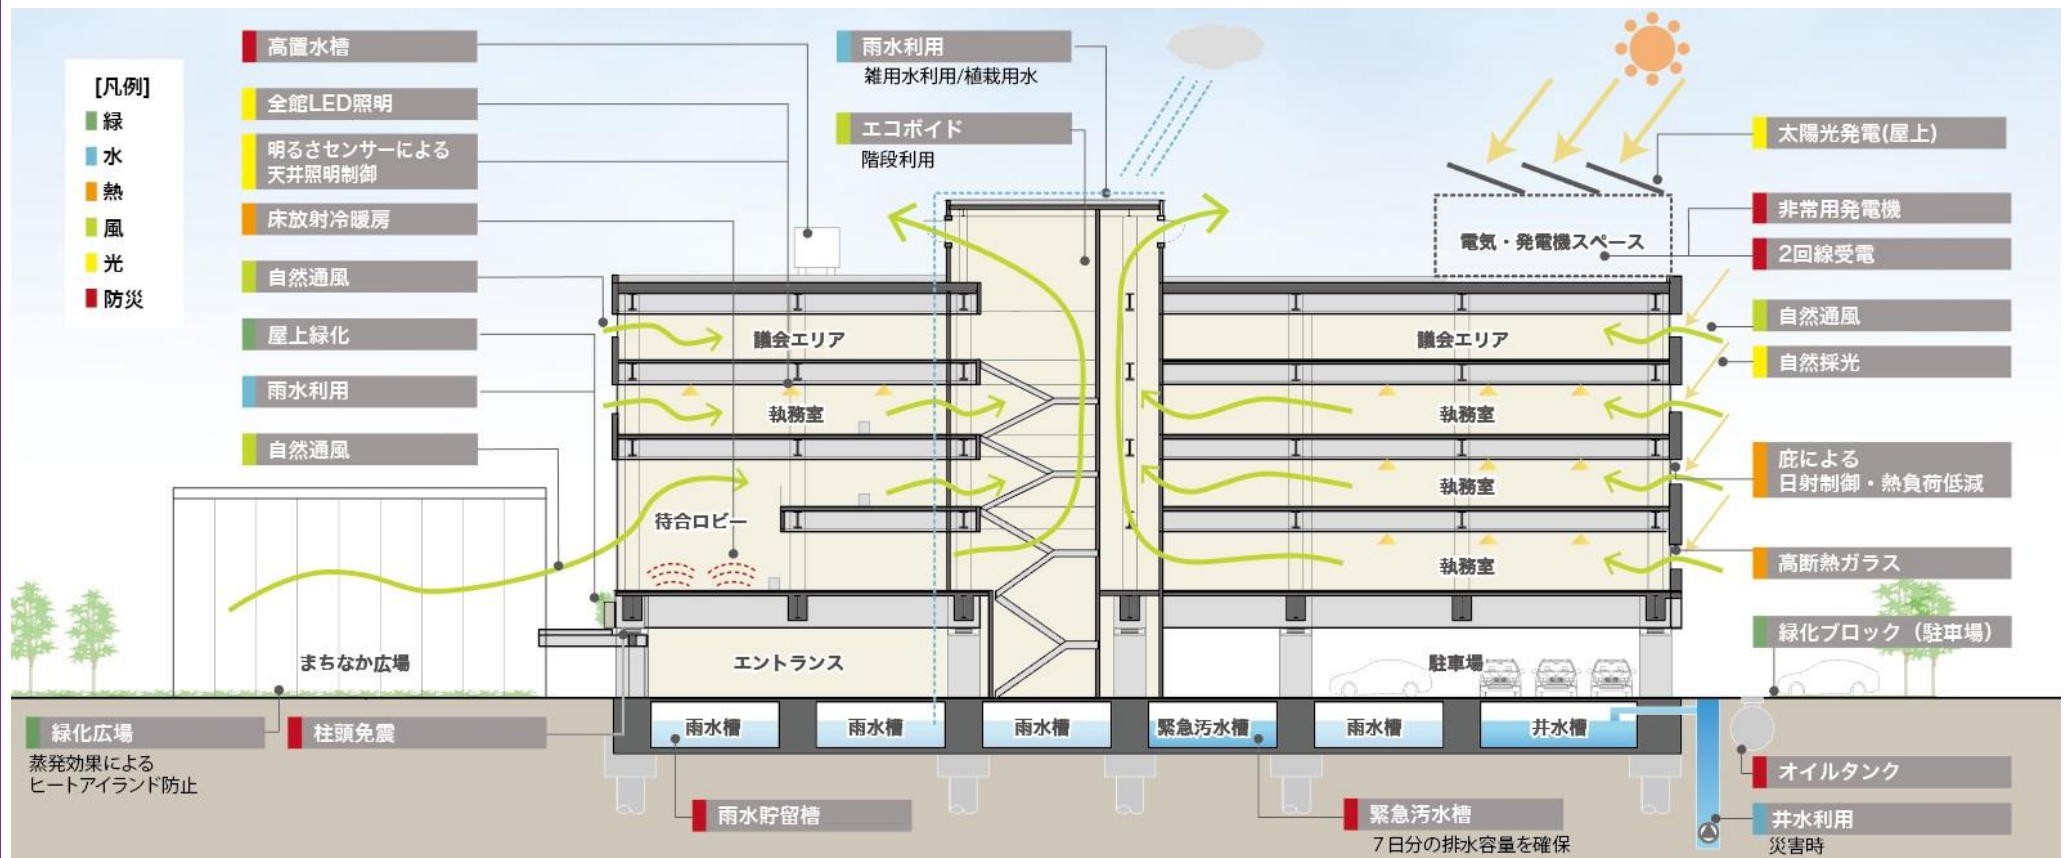 [凡例]
緑
水
熱
風
光
防災
高置水槽
全館LED照明
明るさセンサーによる
天井照明制御
床放射冷暖房
自然通風
屋上緑化
雨水利用
自然通風
雨水利用
雑用水利用/植栽用水
エコボイド
階段利用
太陽光発電(屋上)
非常用発電機
2回線受電
自然通風
自然採光
庇による
日射制御・熱負荷低減
高断熱ガラス
緑化ブロック（駐車場）
電気・発電機スペース
議会エリア
議会エリア
執務室
執務室
執務室
待合ロビー
執務室
まちなか広場
エントランス
駐車場
雨水槽
雨水槽
雨水槽
緊急汚水槽
雨水槽
井水槽
緑化広場
蒸発効果による
ヒートアイランド防止
柱頭免震
雨水貯留槽
緊急汚水槽
７日分の排水容量を確保
オイルタンク
井水利用
災害時